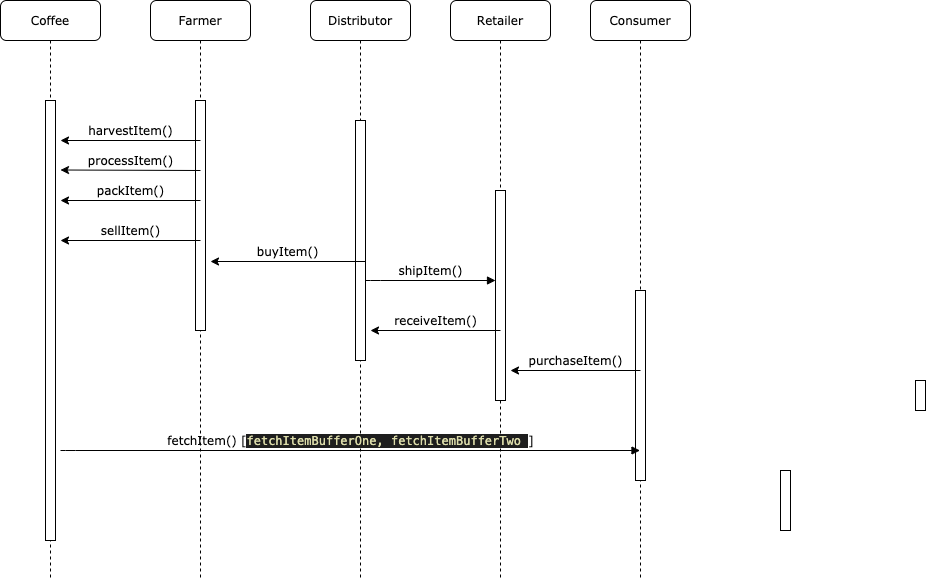 Coffee
Farmer
Distributor
Retailer
Consumer
harvestItem()
processItem()
packItem()
sellItem()
buyItem()
shipItem()
receiveItem()
purchaseItem()
fetchItem() [fetchItemBufferOne, fetchItemBufferTwo ]